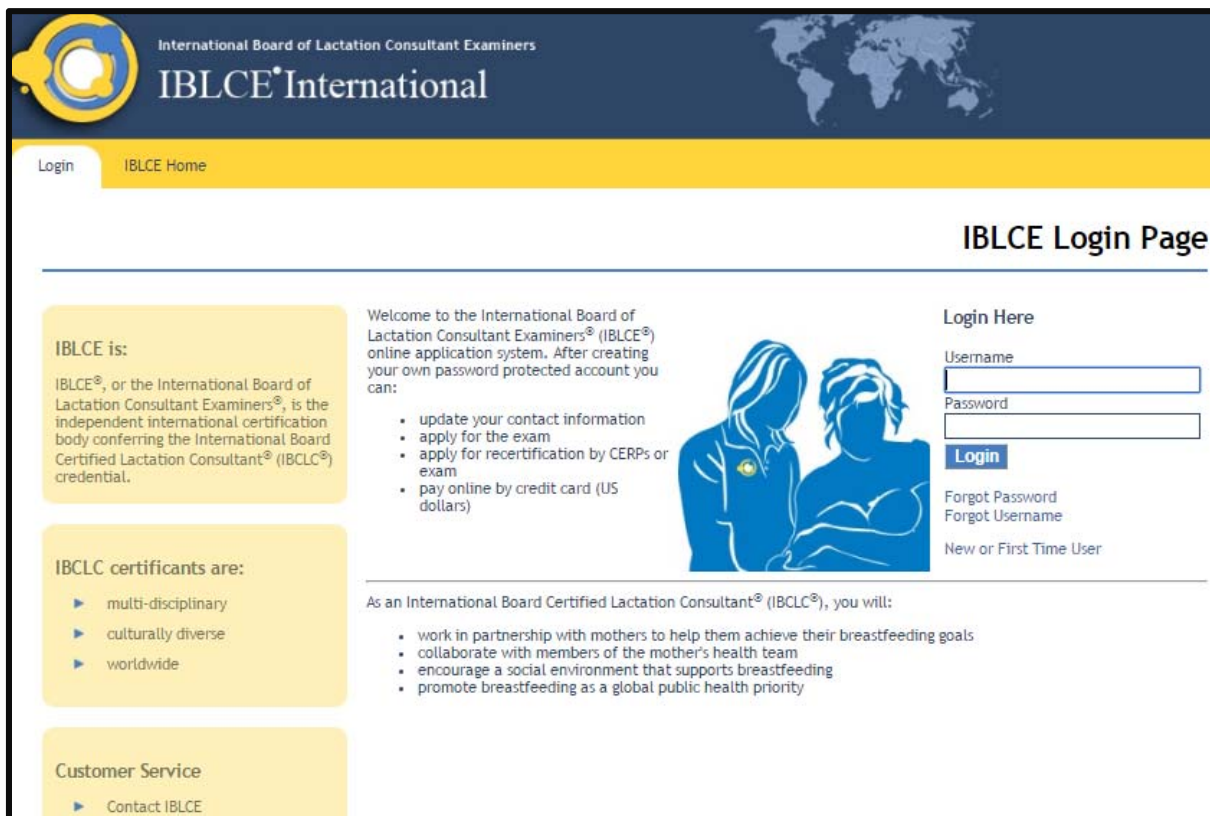 International Board of Lactation Consultant Examiners
IBLCE® International
Login
IBLCE Home
IBLCE Login Page
IBLCE is:
IBLCE®, or the International Board of
Lactation Consultant Examiners®, is the
independent international certification
body conferring the International Board
Certified Lactation Consultant® (IBCLC®)
credential.
IBCLC certificants are:
multi-disciplinary
culturally diverse
worldwide
Customer Service
Contact IBLCE
Welcome to the International Board of
Lactation Consultant Examiners® (IBLCE®)
online application system. After creating
your own password protected account you
can:
• update your contact information
• apply for the exam
• apply for recertification by CERPs or
exam
• pay online by credit card (US
dollars)
Login Here
Username
Password
Login
Forgot Password
Forgot Username
New or First Time User
As an International Board Certified Lactation Consultant® (IBCLC®), you will:
• work in partnership with mothers to help them achieve their breastfeeding goals
• collaborate with members of the mother's health team
• encourage a social environment that supports breastfeeding
• promote breastfeeding as a global public health priority